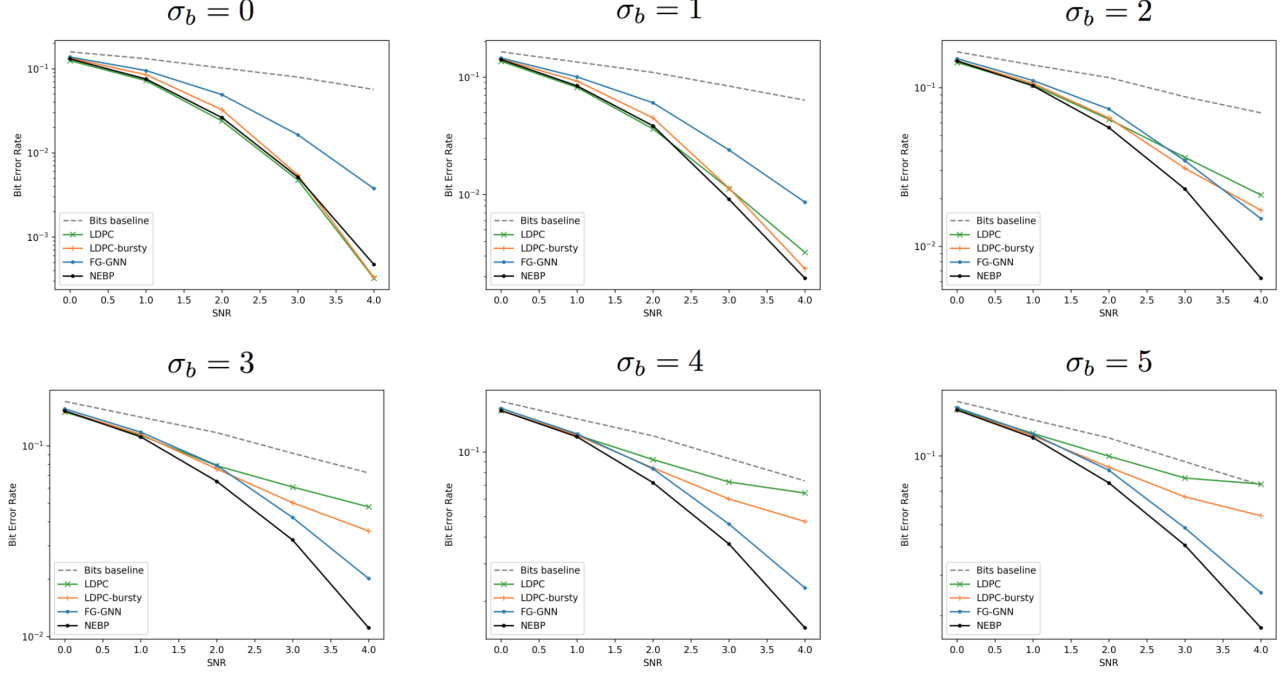 σ_b = 0
10⁻¹
10⁻²
10⁻³
Bit Error Rate
Bits baseline
LDPC
LDPC-bursty
FG-GNN
NEBP
0.0 0.5 1.0 1.5 2.0 2.5 3.0 3.5 4.0
SNR
σ_b = 1
10⁻¹
10⁻²
Bit Error Rate
Bits baseline
LDPC
LDPC-bursty
FG-GNN
NEBP
0.0 0.5 1.0 1.5 2.0 2.5 3.0 3.5 4.0
SNR
σ_b = 2
10⁻¹
10⁻²
Bit Error Rate
Bits baseline
LDPC
LDPC-bursty
FG-GNN
NEBP
0.0 0.5 1.0 1.5 2.0 2.5 3.0 3.5 4.0
SNR
σ_b = 3
10⁻¹
10⁻²
Bit Error Rate
Bits baseline
LDPC
LDPC-bursty
FG-GNN
NEBP
0.0 0.5 1.0 1.5 2.0 2.5 3.0 3.5 4.0
SNR
σ_b = 4
10⁻¹
Bit Error Rate
Bits baseline
LDPC
LDPC-bursty
FG-GNN
NEBP
0.0 0.5 1.0 1.5 2.0 2.5 3.0 3.5 4.0
SNR
σ_b = 5
10⁻¹
Bit Error Rate
Bits baseline
LDPC
LDPC-bursty
FG-GNN
NEBP
0.0 0.5 1.0 1.5 2.0 2.5 3.0 3.5 4.0
SNR